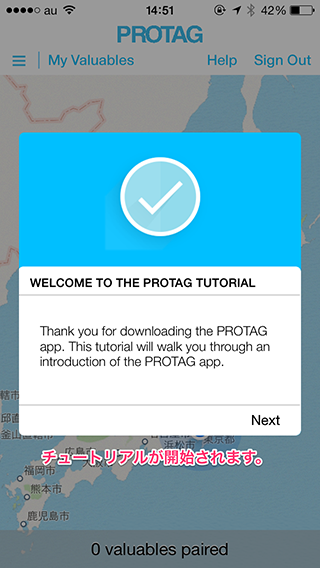 au 14:51 42%
PROTAG
My Valuables Help Sign Out
WELCOME TO THE PROTAG TUTORIAL
Thank you for downloading the PROTAG
app. This tutorial will walk you through an
introduction of the PROTAG app.
Next
チュートリアルが開始されます。
福岡市
熊本市
鹿児島市
0 valuables paired